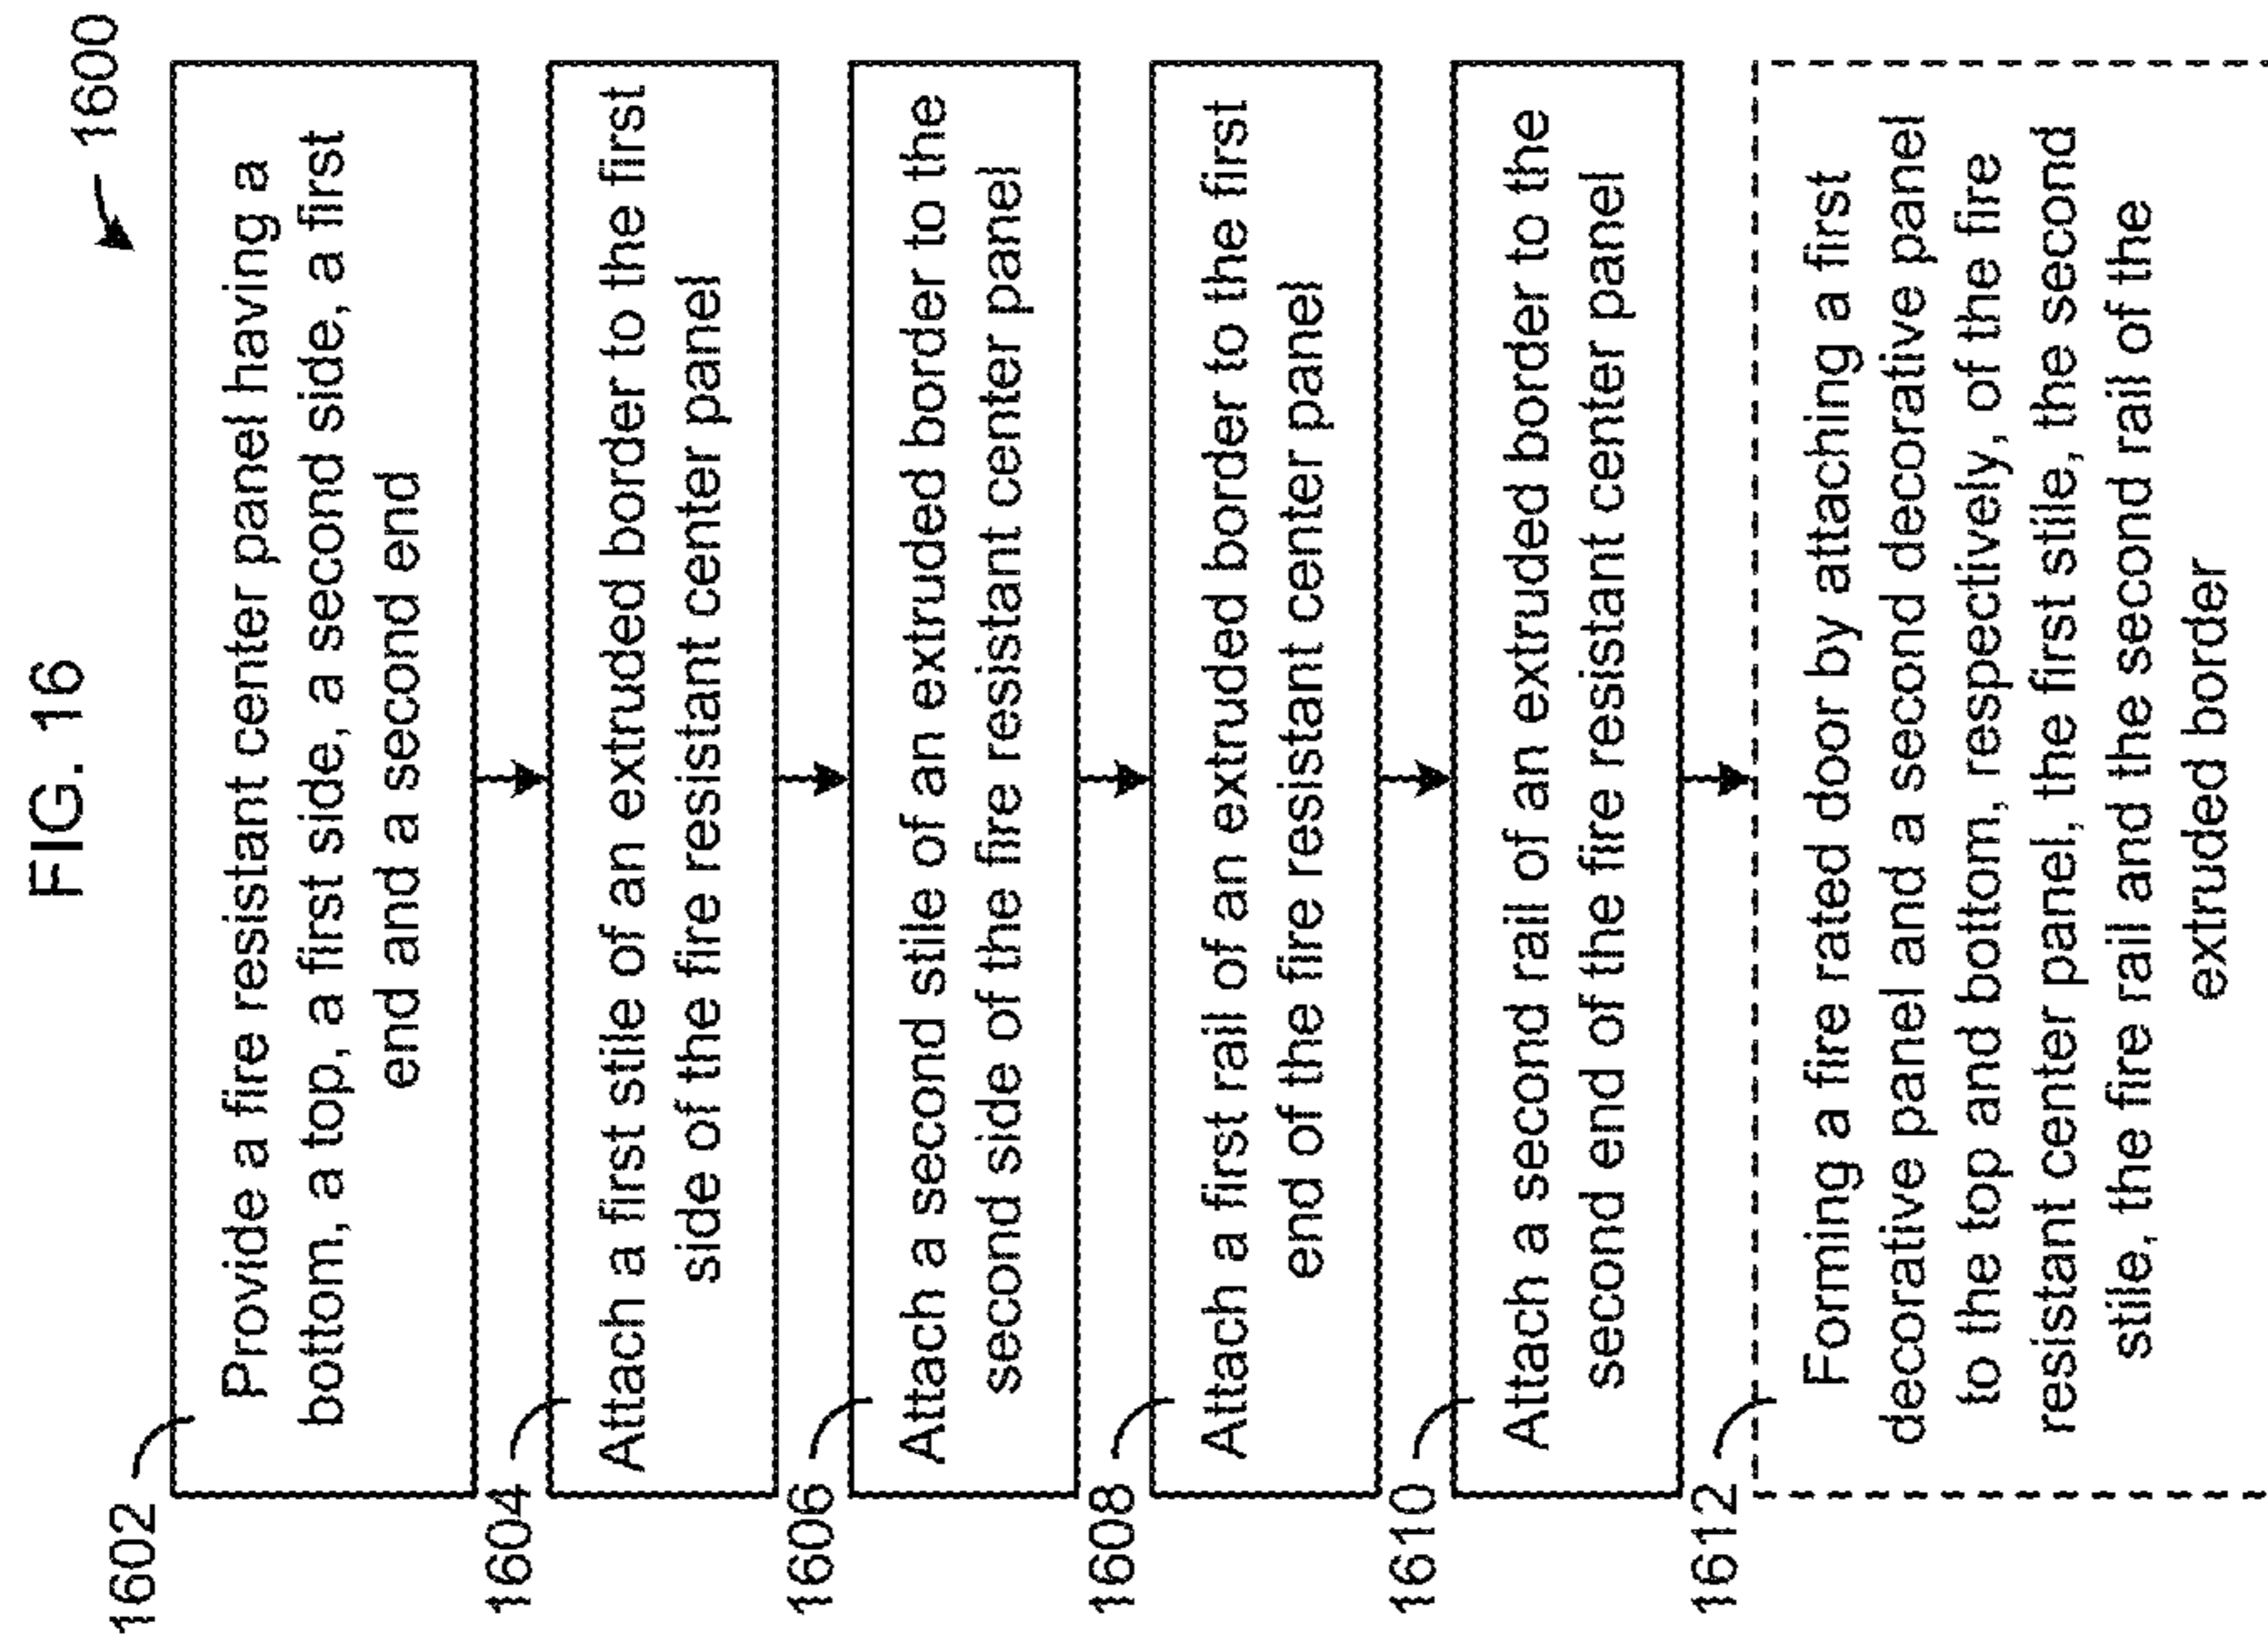 FIG. 16
1600
1602
Provide a fire resistant center panel having a
bottom, a top, a first side, a second side, a first
end and a second end
1604
Attach a first stile of an extruded border to the first
side of the fire resistant center panel
1606
Attach a second stile of an extruded border to the
second side of the fire resistant center panel
1608
Attach a first rail of an extruded border to the first
end of the fire resistant center panel
1610
Attach a second rail of an extruded border to the
second end of the fire resistant center panel
1612
Forming a fire rated door by attaching a first
decorative panel and a second decorative panel
to the top and bottom, respectively, of the fire
resistant center panel, the first stile, the second
stile, the fire rail and the second rail of the
extruded border